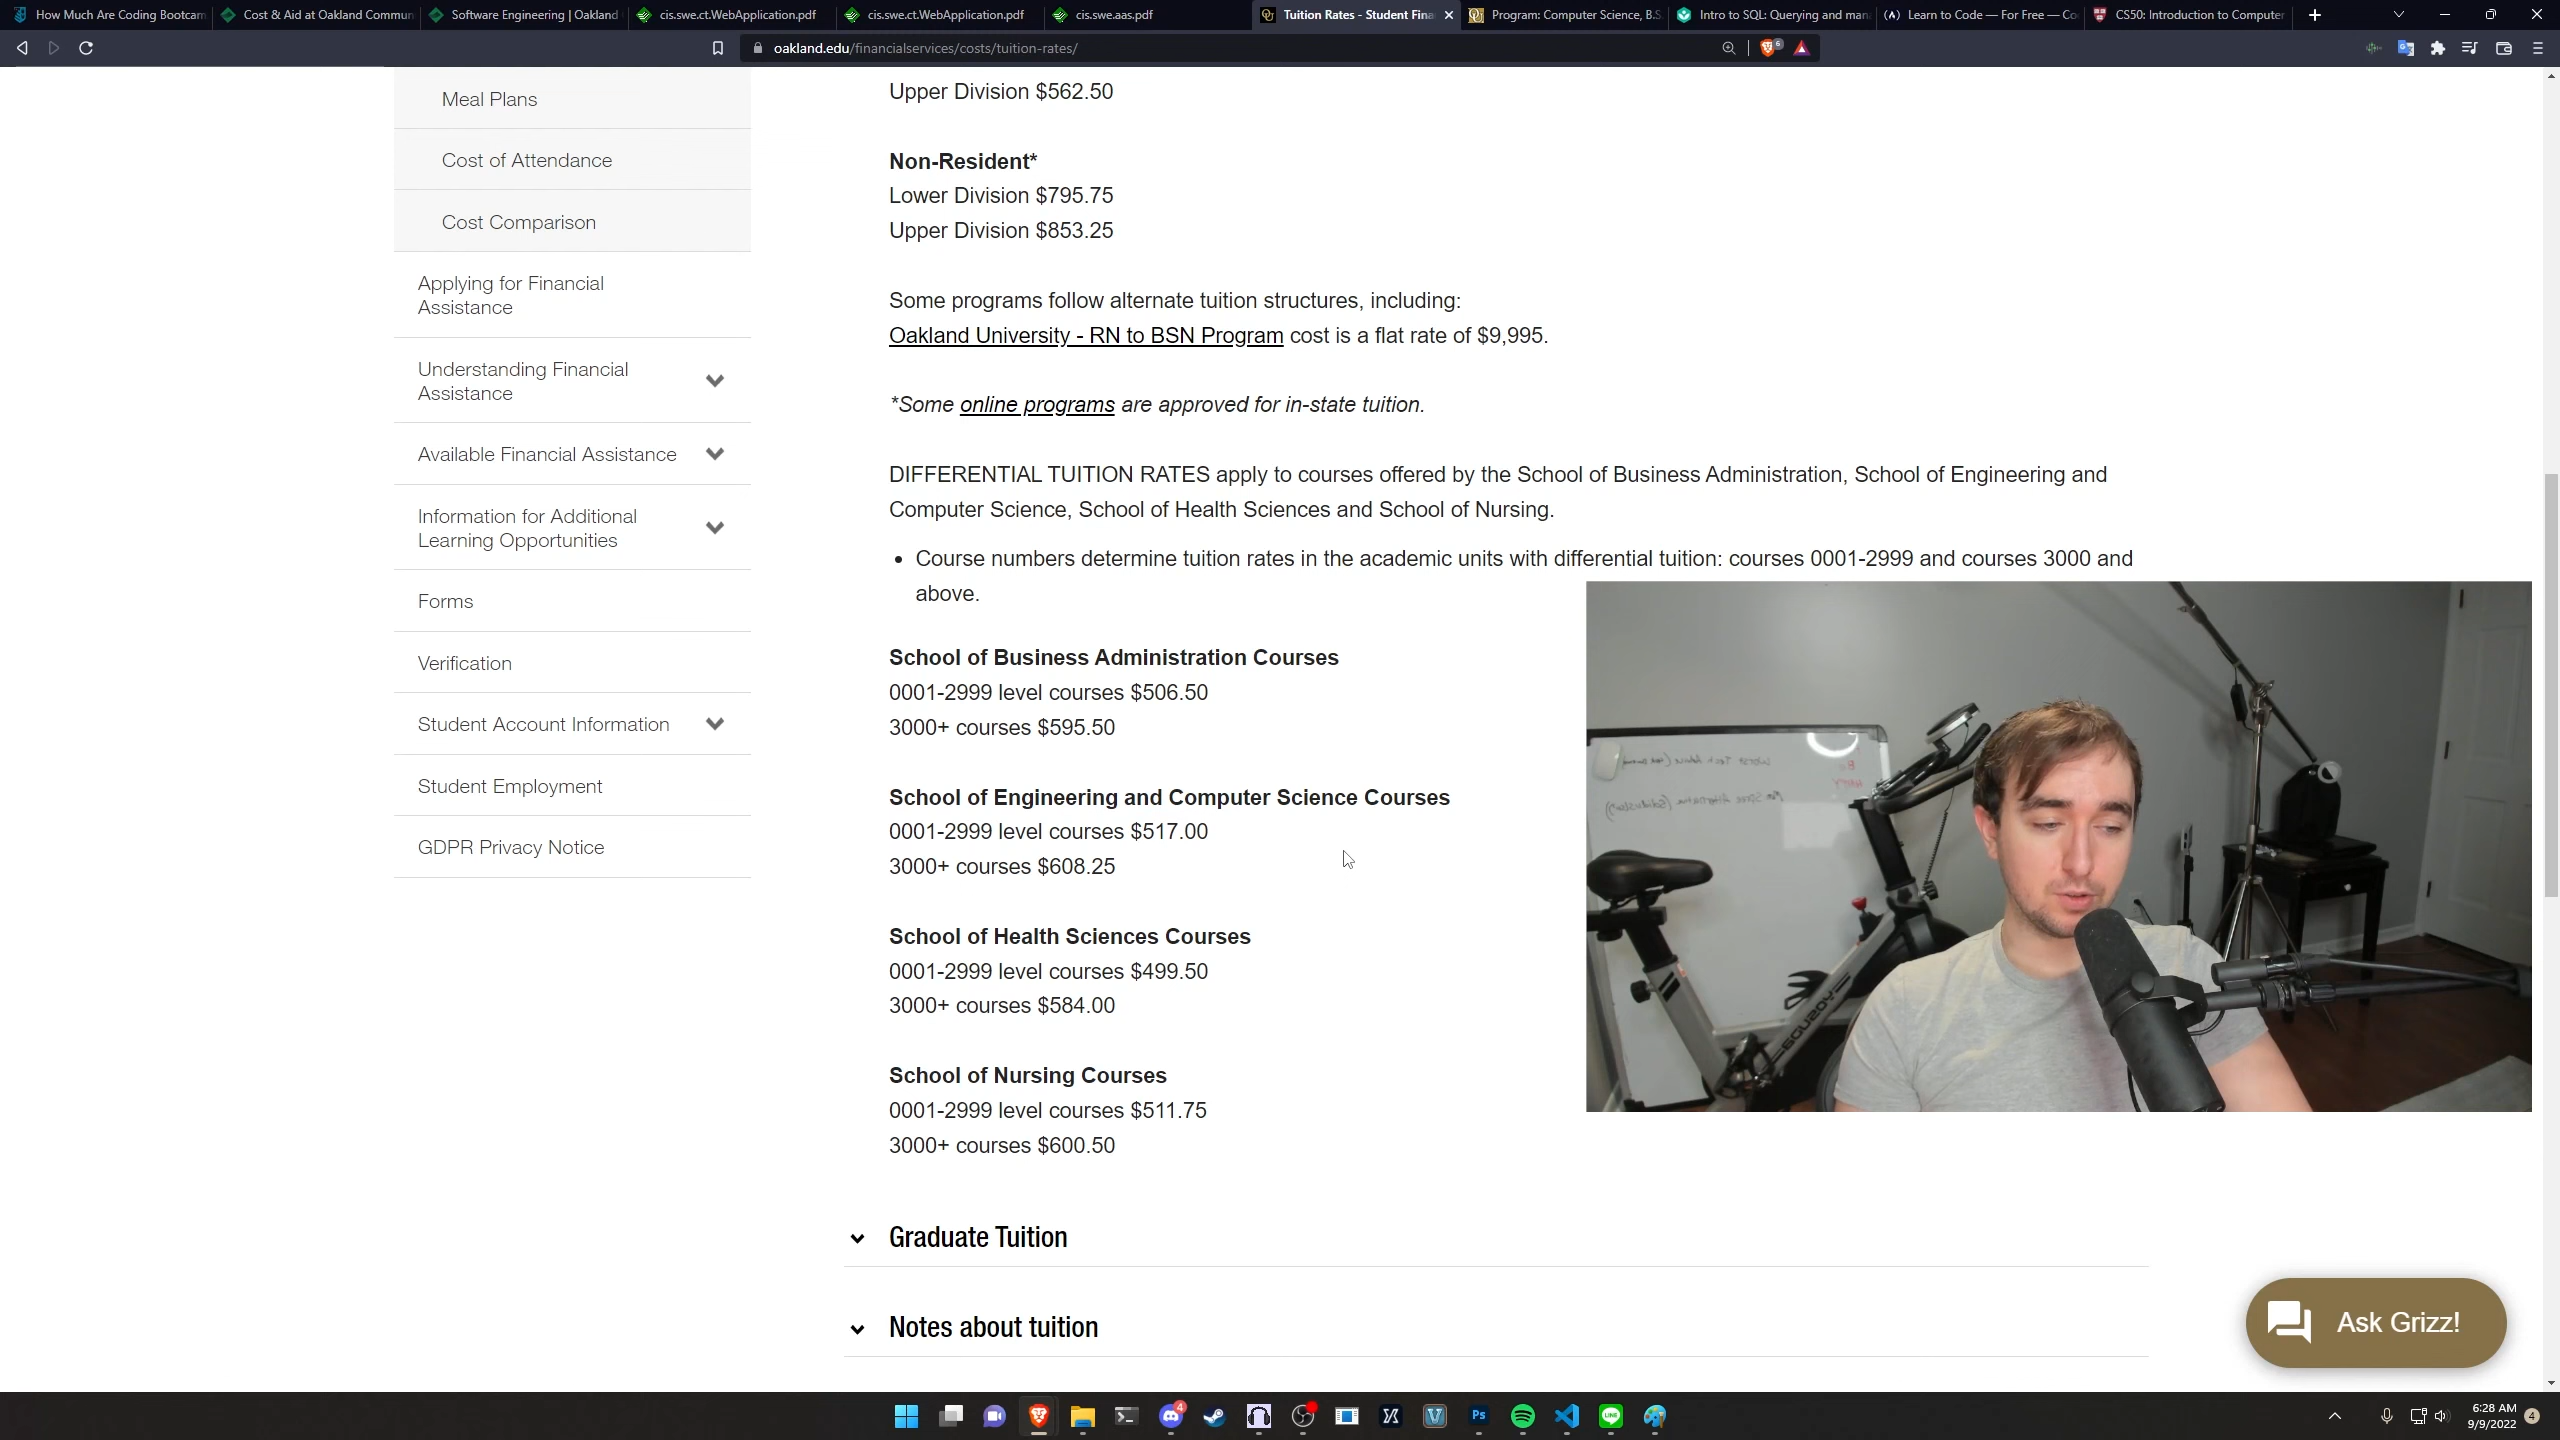 How Much Are Coding Bootcam
Cost & Aid at Oakland Commun
Software Engineering | Oakland
cis.swe.ct.WebApplication.pdf
cis.swe.ct.WebApplication.pdf
cis.swe.aas.pdf
Tuition Rates - Student Fina
Program: Computer Science, B.S.
Intro to SQL: Querying and man
Learn to Code — For Free — Co
CS50: Introduction to Computer
oakland.edu/financialservices/costs/tuition-rates/
Meal Plans
Cost of Attendance
Cost Comparison
Applying for Financial
Assistance
Understanding Financial
Assistance
Available Financial Assistance
Information for Additional
Learning Opportunities
Forms
Verification
Student Account Information
Student Employment
GDPR Privacy Notice
Upper Division $562.50
Non-Resident*
Lower Division $795.75
Upper Division $853.25
Some programs follow alternate tuition structures, including:
Oakland University - RN to BSN Program cost is a flat rate of $9,995.
*Some online programs are approved for in-state tuition.
DIFFERENTIAL TUITION RATES apply to courses offered by the School of Business Administration, School of Engineering and
Computer Science, School of Health Sciences and School of Nursing.
• Course numbers determine tuition rates in the academic units with differential tuition: courses 0001-2999 and courses 3000 and
above.
School of Business Administration Courses
0001-2999 level courses $506.50
3000+ courses $595.50
School of Engineering and Computer Science Courses
0001-2999 level courses $517.00
3000+ courses $608.25
School of Health Sciences Courses
0001-2999 level courses $499.50
3000+ courses $584.00
School of Nursing Courses
0001-2999 level courses $511.75
3000+ courses $600.50
Graduate Tuition
Notes about tuition
Ask Grizz!
YOSUDA
6:28 AM
9/9/2022
4